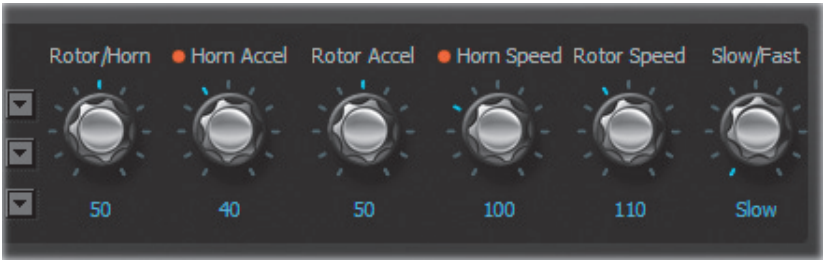 Rotor/Horn Horn Accel Rotor Accel Horn Speed Rotor Speed Slow/Fast
50 40 50 100 110 Slow